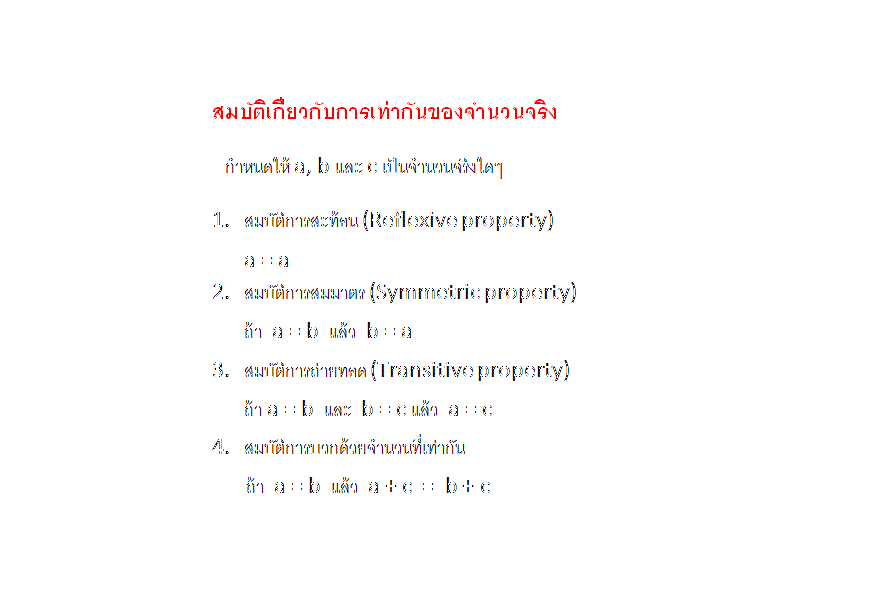 สมบัติเกี่ยวกับการเท่ากันของจำนวนจริง
กำหนดให้ a, b และ c เป็นจำนวนจริงใดๆ
1. สมบัติการสะท้อน (Reflexive property)
a = a
2. สมบัติการสมมาตร (Symmetric property)
ถ้า a = b แล้ว b = a
3. สมบัติการถ่ายทอด (Transitive property)
ถ้า a = b และ b = c แล้ว a = c
4. สมบัติการบวกด้วยจำนวนที่เท่ากัน
ถ้า a = b แล้ว a + c = b + c